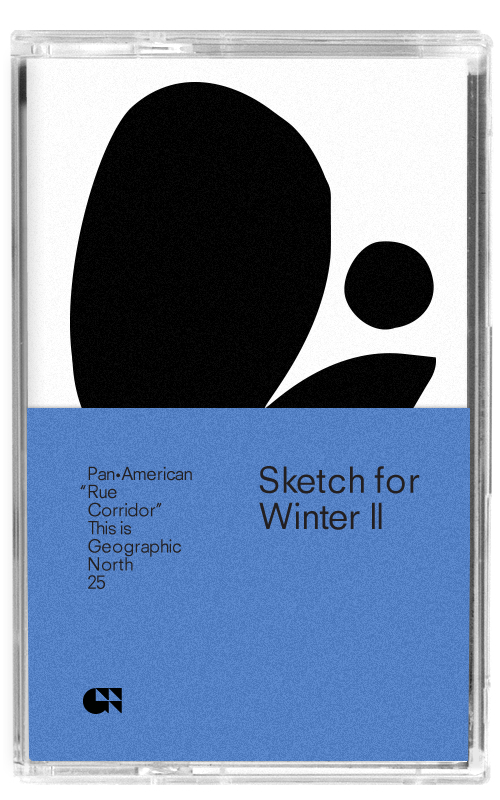 Pan•American
“Rue
Corridor”
This is
Geographic
North
25
Sketch for
Winter II